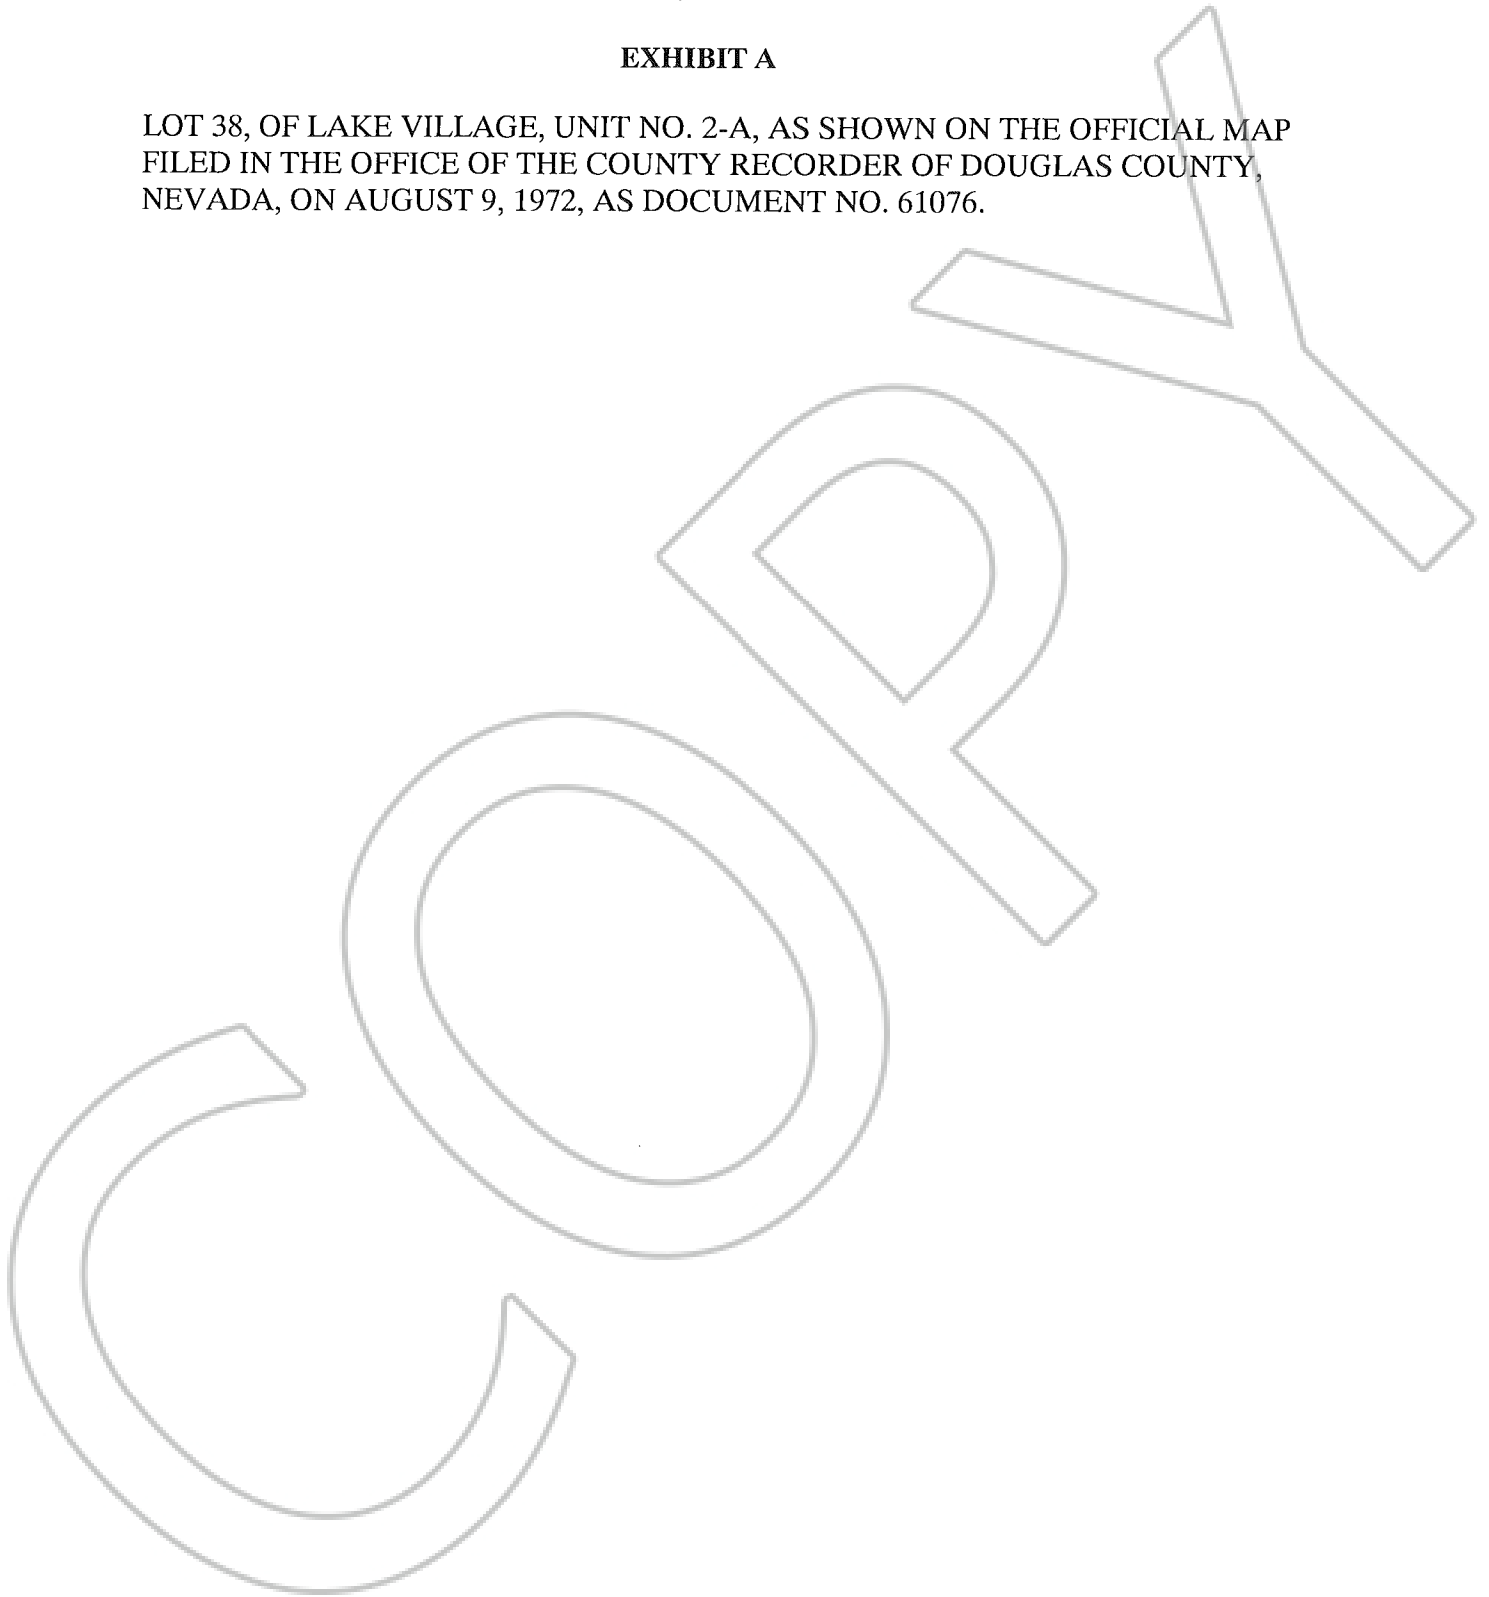 EXHIBIT A
LOT 38, OF LAKE VILLAGE, UNIT NO. 2-A, AS SHOWN ON THE OFFICIAL MAP
FILED IN THE OFFICE OF THE COUNTY RECORDER OF DOUGLAS COUNTY,
NEVADA, ON AUGUST 9, 1972, AS DOCUMENT NO. 61076.
COPY